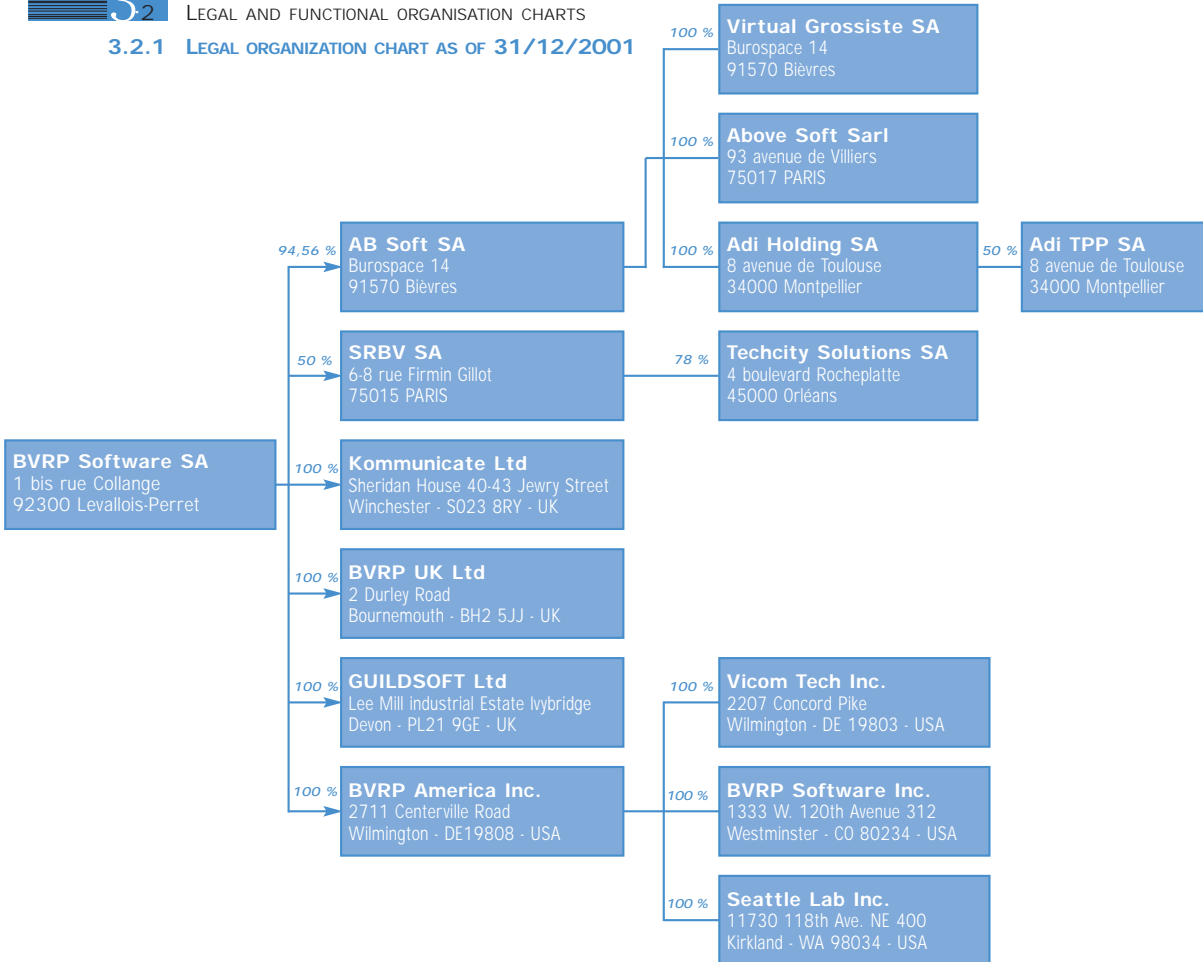 3.2 LEGAL AND FUNCTIONAL ORGANISATION CHARTS
3.2.1 LEGAL ORGANIZATION CHART AS OF 31/12/2001
100 %
Virtual Grossiste SA
Burospace 14
91570 Bièvres
100 %
Above Soft Sarl
93 avenue de Villiers
75017 PARIS
94,56 %
AB Soft SA
Burospace 14
91570 Bièvres
100 %
Adi Holding SA
8 avenue de Toulouse
34000 Montpellier
50 %
Adi TPP SA
8 avenue de Toulouse
34000 Montpellier
50 %
SRBV SA
6-8 rue Firmin Gillot
75015 PARIS
78 %
Techcity Solutions SA
4 boulevard Rocheplatte
45000 Orléans
BVRP Software SA
1 bis rue Collange
92300 Levallois-Perret
100 %
Kommunicate Ltd
Sheridan House 40-43 Jewry Street
Winchester - S023 8RY - UK
100 %
BVRP UK Ltd
2 Durley Road
Bournemouth - BH2 5JJ - UK
100 %
GUILDSOFT Ltd
Lee Mill industrial Estate Ivybridge
Devon - PL21 9GE - UK
100 %
Vicom Tech Inc.
2207 Concord Pike
Wilmington - DE 19803 - USA
100 %
BVRP America Inc.
2711 Centerville Road
Wilmington - DE19808 - USA
100 %
BVRP Software Inc.
1333 W. 120th Avenue 312
Westminster - CO 80234 - USA
100 %
Seattle Lab Inc.
11730 118th Ave. NE 400
Kirkland - WA 98034 - USA